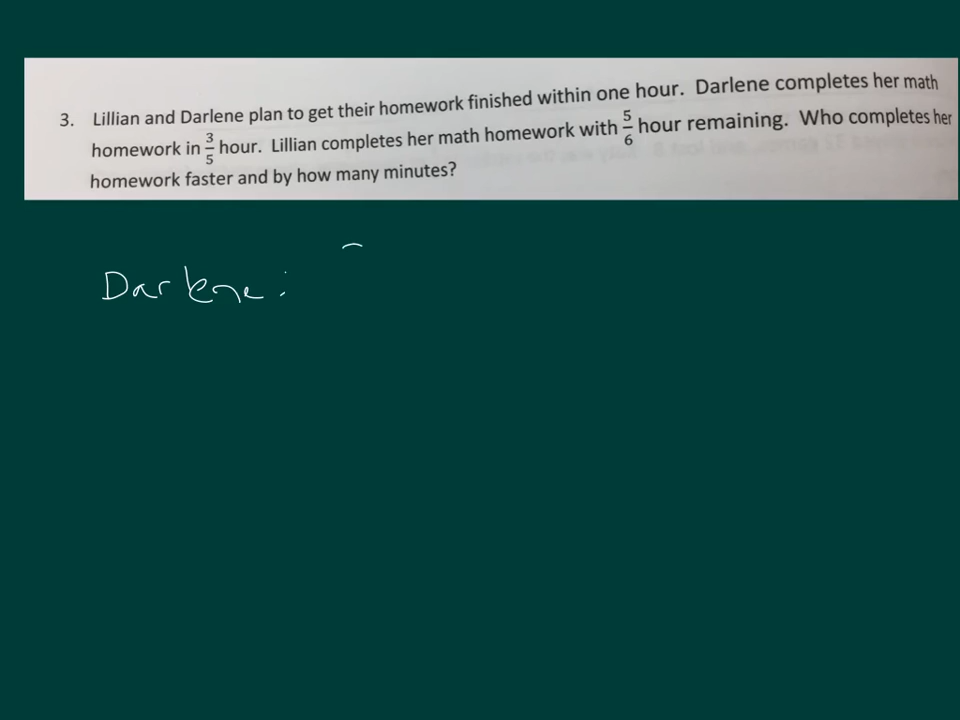 3. Lillian and Darlene plan to get their homework finished within one hour. Darlene completes her math
homework in 3/5 hour. Lillian completes her math homework with 5/6 hour remaining. Who completes her
homework faster and by how many minutes?
Darlene :